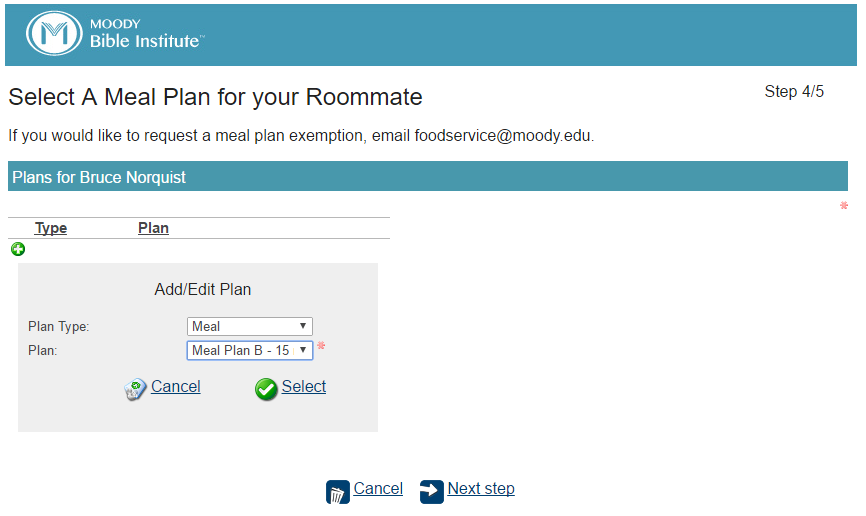 MOODY
Bible Institute™
Select A Meal Plan for your Roommate
Step 4/5
If you would like to request a meal plan exemption, email foodservice@moody.edu.
Plans for Bruce Norquist
*
Type Plan
Add/Edit Plan
Plan Type: Meal
Plan: Meal Plan B - 15 *
Cancel Select
Cancel Next step